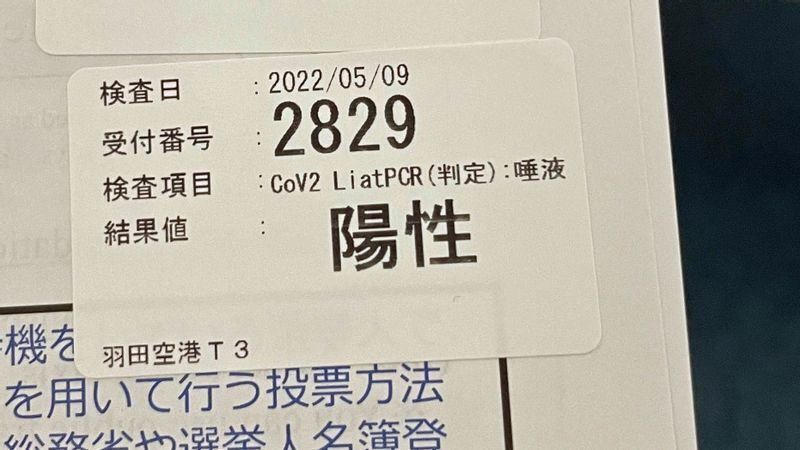 検査日 : 2022/05/09
受付番号 : 2829
検査項目 : CoV2 LiatPCR(判定):唾液
結果値 : 陽性
羽田空港T3
機を
を用いて行う投票方法
総務省や選挙人名簿登